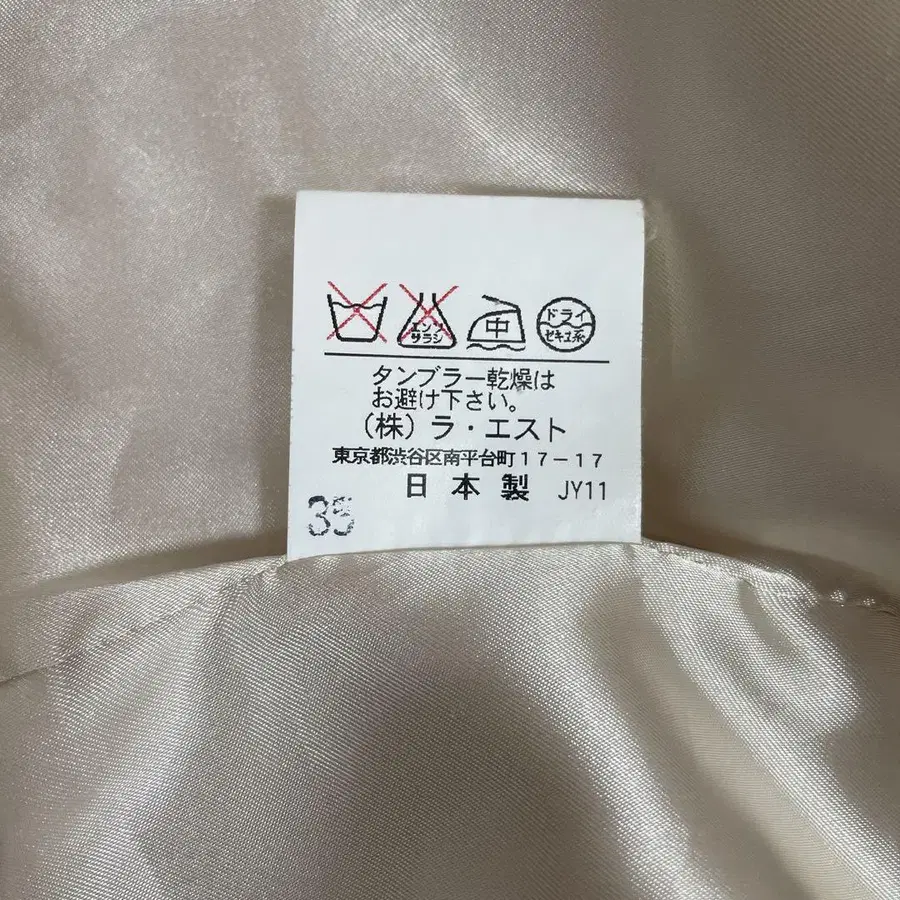 エンソ
サラシ
中
ドライ
セキユ系
タンブラー乾燥は
お避け下さい。
（株）ラ・エスト
東京都渋谷区南平台町１７－１７
日本製 JY11
35